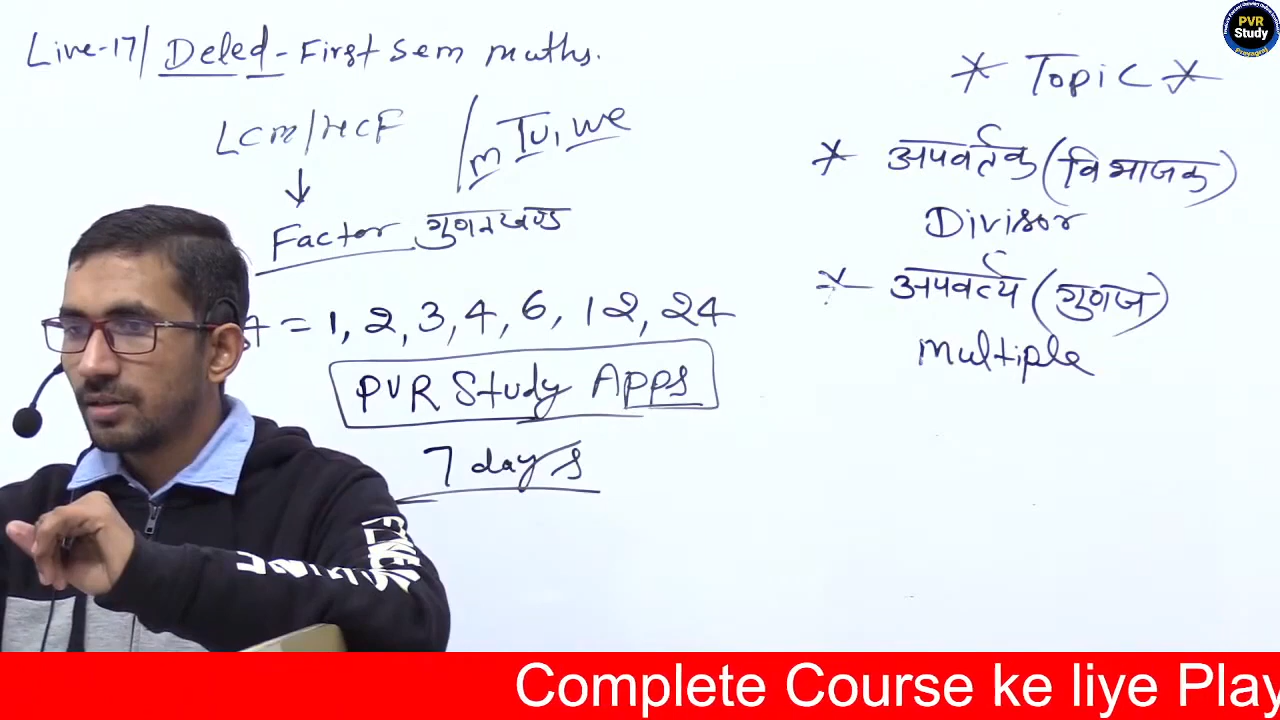 Live-17/ Deled - First Sem maths.
LCM/HCF
m Tu, we
Factor गुणनखण्ड
4 = 1, 2, 3, 4, 6, 12, 24
PVR Study Apps
7 days
* Topic *
* अपवर्तक (विभाजक)
Divisor
* अपवर्त्य (गुणज)
multiple
PVR
Study
Prayagraj
Complete Course ke liye Play